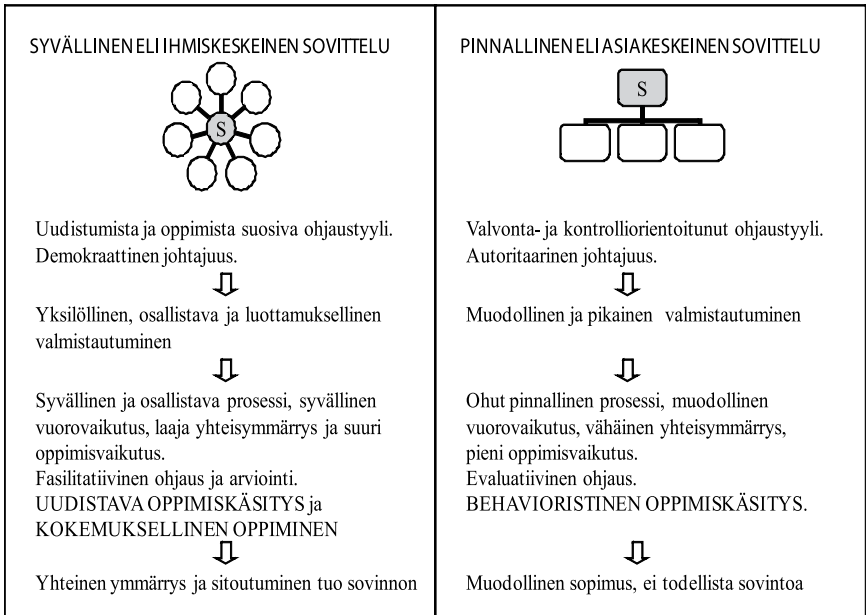 SYVÄLLINEN ELI IHMISKESKEINEN SOVITTELU
S
Uudistumista ja oppimista suosiva ohjaustyyli.
Demokraattinen johtajuus.
Yksilöllinen, osallistava ja luottamuksellinen
valmistautuminen
Syvällinen ja osallistava prosessi, syvällinen
vuorovaikutus, laaja yhteisymmärrys ja suuri
oppimisvaikutus.
Fasilitatiivinen ohjaus ja arviointi.
UUDISTAVA OPPIMISKÄSITYS ja
KOKEMUKSELLINEN OPPIMINEN
Yhteinen ymmärrys ja sitoutuminen tuo sovinnon
PINNALLINEN ELI ASIAKESKEINEN SOVITTELU
S
Valvonta- ja kontrolliorientoitunut ohjaustyyli.
Autoritaarinen johtajuus.
Muodollinen ja pikainen valmistautuminen
Ohut pinnallinen prosessi, muodollinen
vuorovaikutus, vähäinen yhteisymmärrys,
pieni oppimisvaikutus.
Evaluatiivinen ohjaus.
BEHAVIORISTINEN OPPIMISKÄSITYS.
Muodollinen sopimus, ei todellista sovintoa